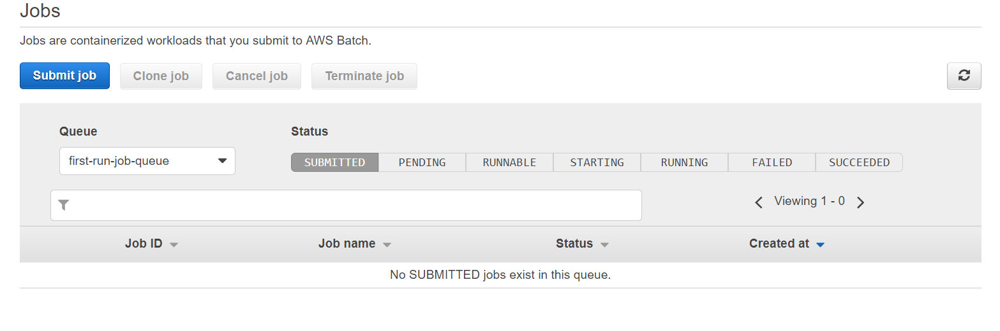 Jobs
Jobs are containerized workloads that you submit to AWS Batch.
Submit job Clone job Cancel job Terminate job
Queue Status
first-run-job-queue SUBMITTED PENDING RUNNABLE STARTING RUNNING FAILED SUCCEEDED
Viewing 1 - 0
Job ID Job name Status Created at
No SUBMITTED jobs exist in this queue.